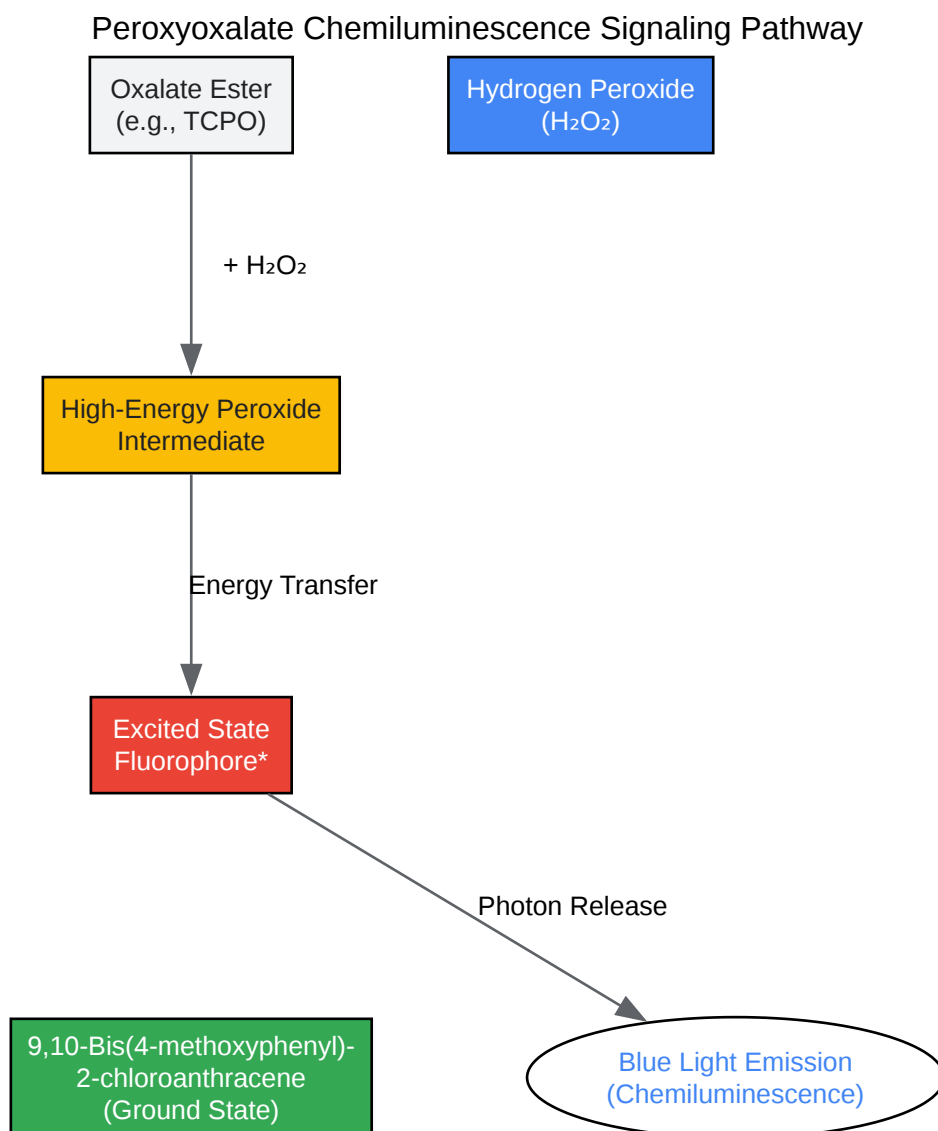 Peroxyoxalate Chemiluminescence Signaling Pathway
Oxalate Ester
(e.g., TCPO)
Hydrogen Peroxide
(H₂O₂)
+ H₂O₂
High-Energy Peroxide
Intermediate
Energy Transfer
Excited State
Fluorophore*
Photon Release
9,10-Bis(4-methoxyphenyl)-
2-chloroanthracene
(Ground State)
Blue Light Emission
(Chemiluminescence)